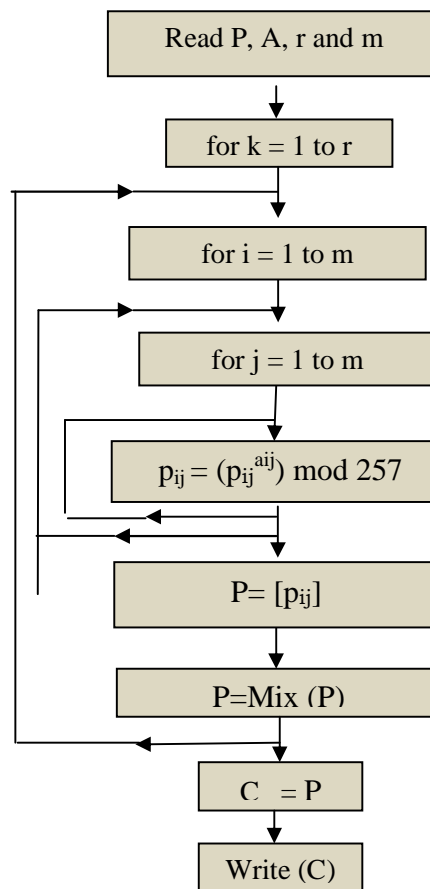 Read P, A, r and m
for k = 1 to r
for i = 1 to m
for j = 1 to m
pᵢⱼ = (pᵢⱼᵃⁱʲ) mod 257
P= [pᵢⱼ]
P=Mix (P)
C = P
Write (C)